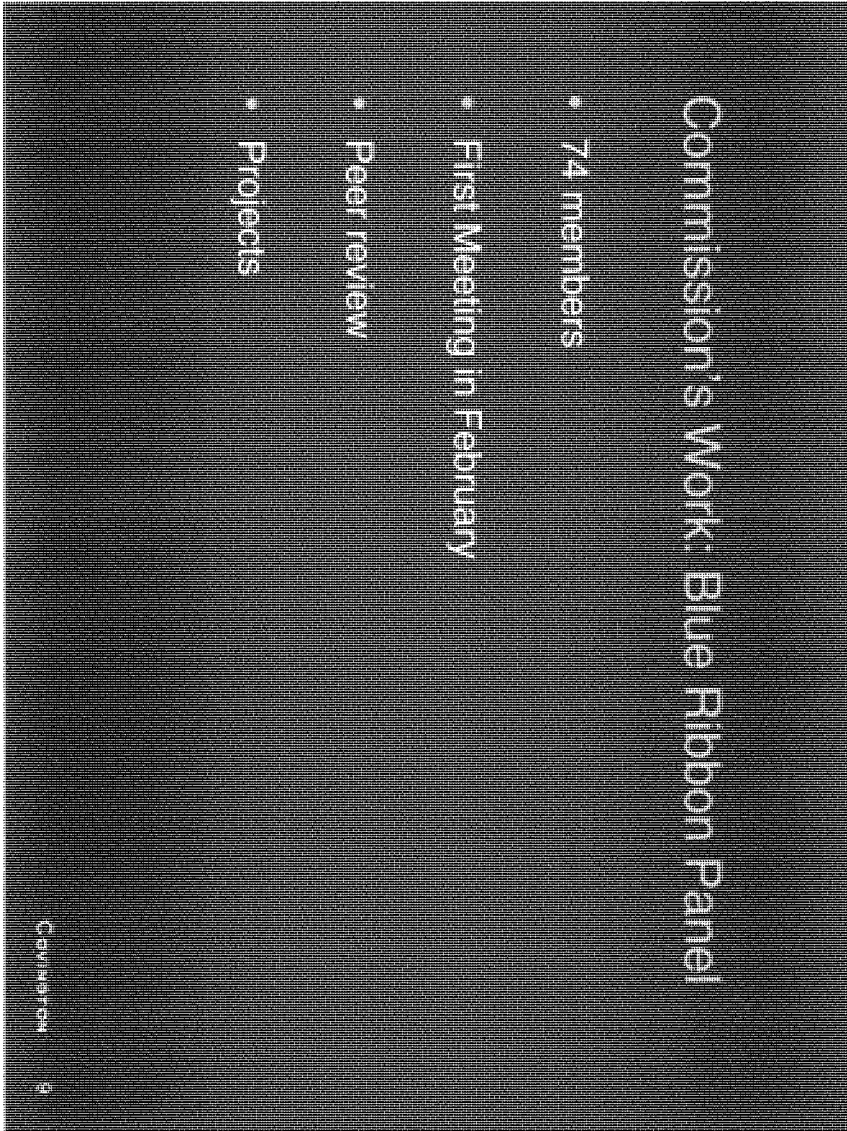 Commission's Work: Blue Ribbon Panel
• 74 members
• First Meeting in February
• Peer review
• Projects
COVINGTON 9